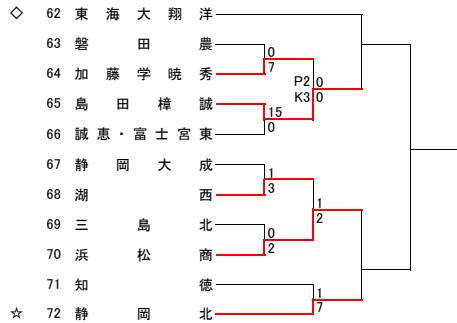 ◇ 62 東海大翔洋
63 磐田農
0
7
64 加藤学暁秀
P2 0
K3 0
65 島田樟誠
15
0
66 誠恵・富士宮東
67 静岡大成
1
3
68 湖西
1
2
69 三島北
0
2
70 浜松商
71 知徳
1
7
☆ 72 静岡北